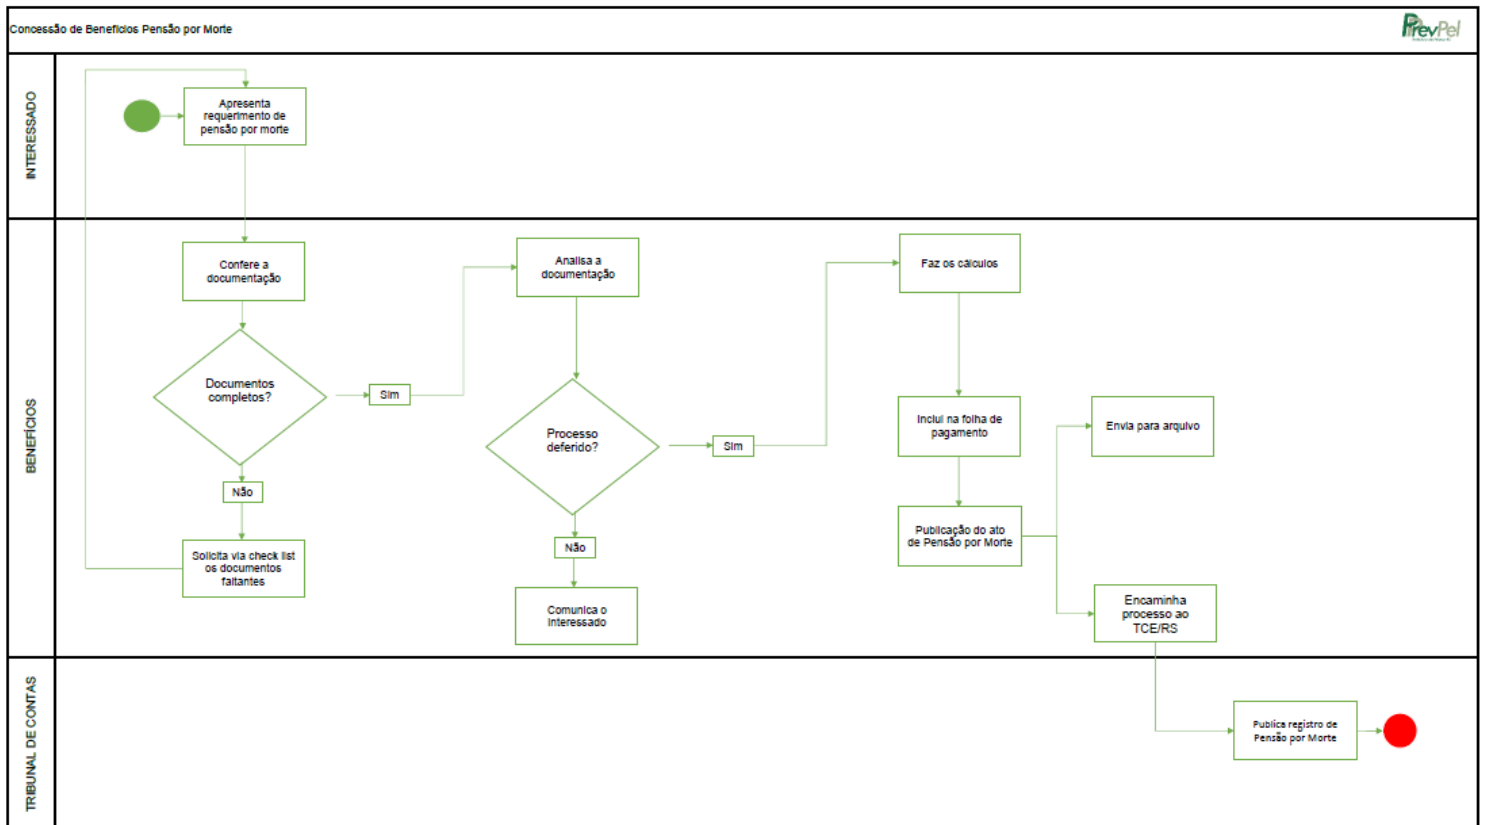 Concessão de Benefícios Pensão por Morte
PrevPel
INTERESSADO
Apresenta
requerimento de
pensão por morte
BENEFÍCIOS
Confere a
documentação
Documentos
completos?
Sim
Não
Solicita via check list
os documentos
faltantes
Analisa a
documentação
Processo
deferido?
Sim
Não
Comunica o
Interessado
Faz os cálculos
Inclui na folha de
pagamento
Publicação do ato
de Pensão por Morte
Envia para arquivo
Encaminha
processo ao
TCE/RS
TRIBUNAL DE CONTAS
Publica registro de
Pensão por Morte